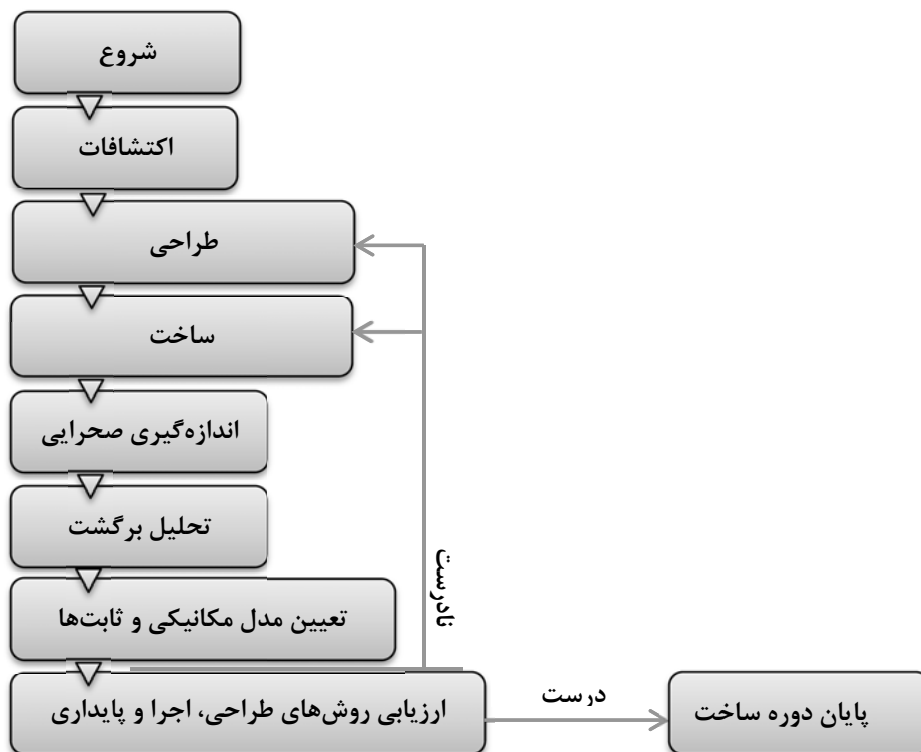 شروع
اکتشافات
طراحی
ساخت
اندازه‌گیری صحرایی
تحلیل برگشت
نادرست
تعیین مدل مکانیکی و ثابت‌ها
ارزیابی روش‌های طراحی، اجرا و پایداری
درست
پایان دوره ساخت